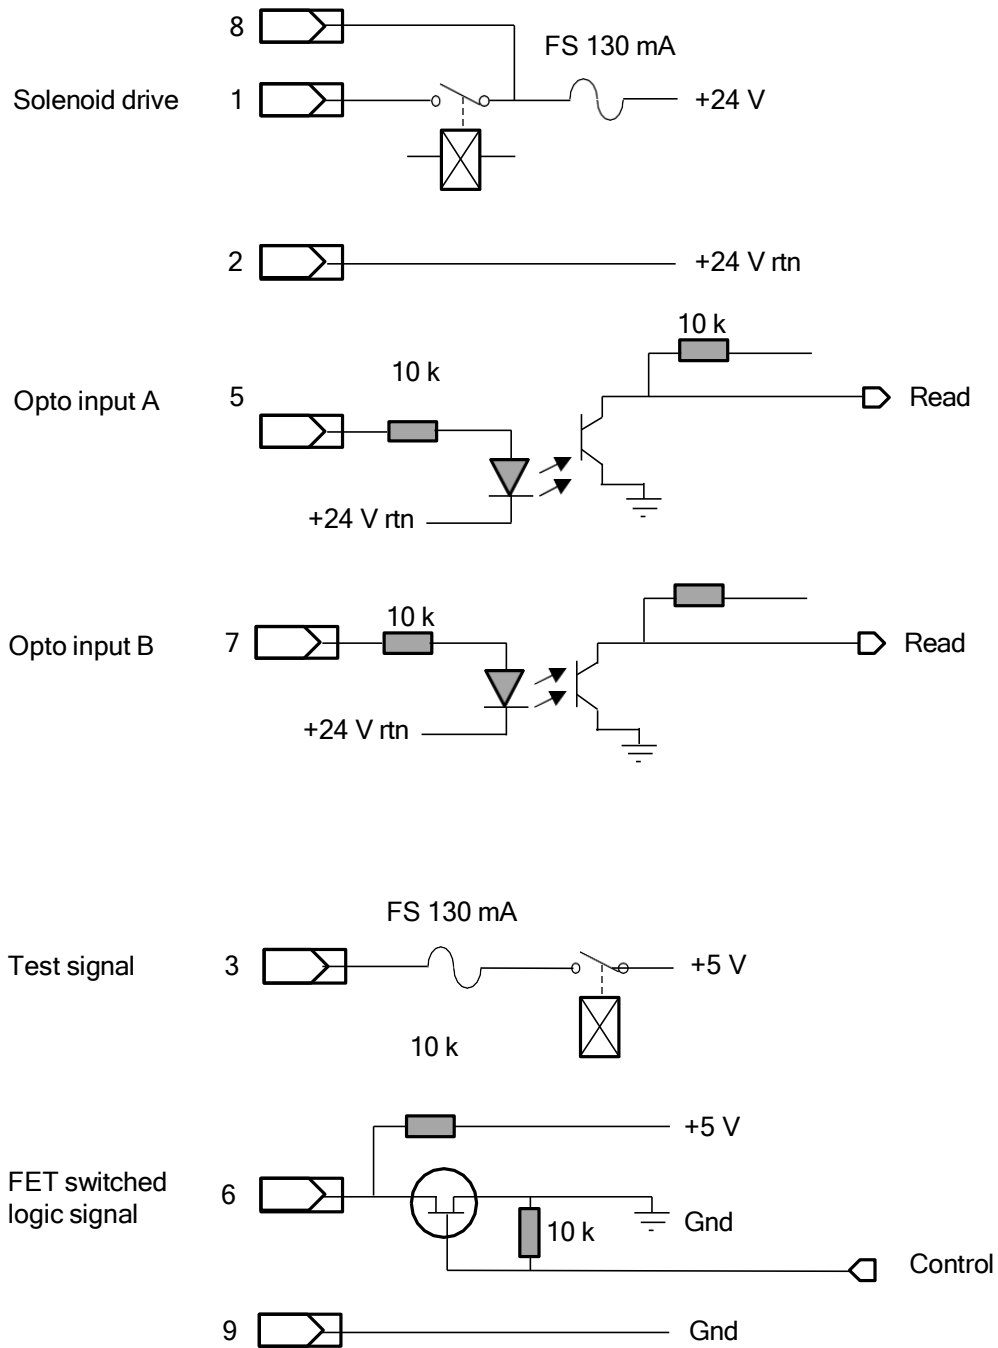 8
FS 130 mA
Solenoid drive 1 +24 V
2 +24 V rtn
10 k
10 k
Opto input A 5 Read
+24 V rtn
10 k
Opto input B 7 Read
+24 V rtn
FS 130 mA
Test signal 3 +5 V
10 k
+5 V
FET switched
logic signal
6
Gnd
10 k
Control
9 Gnd